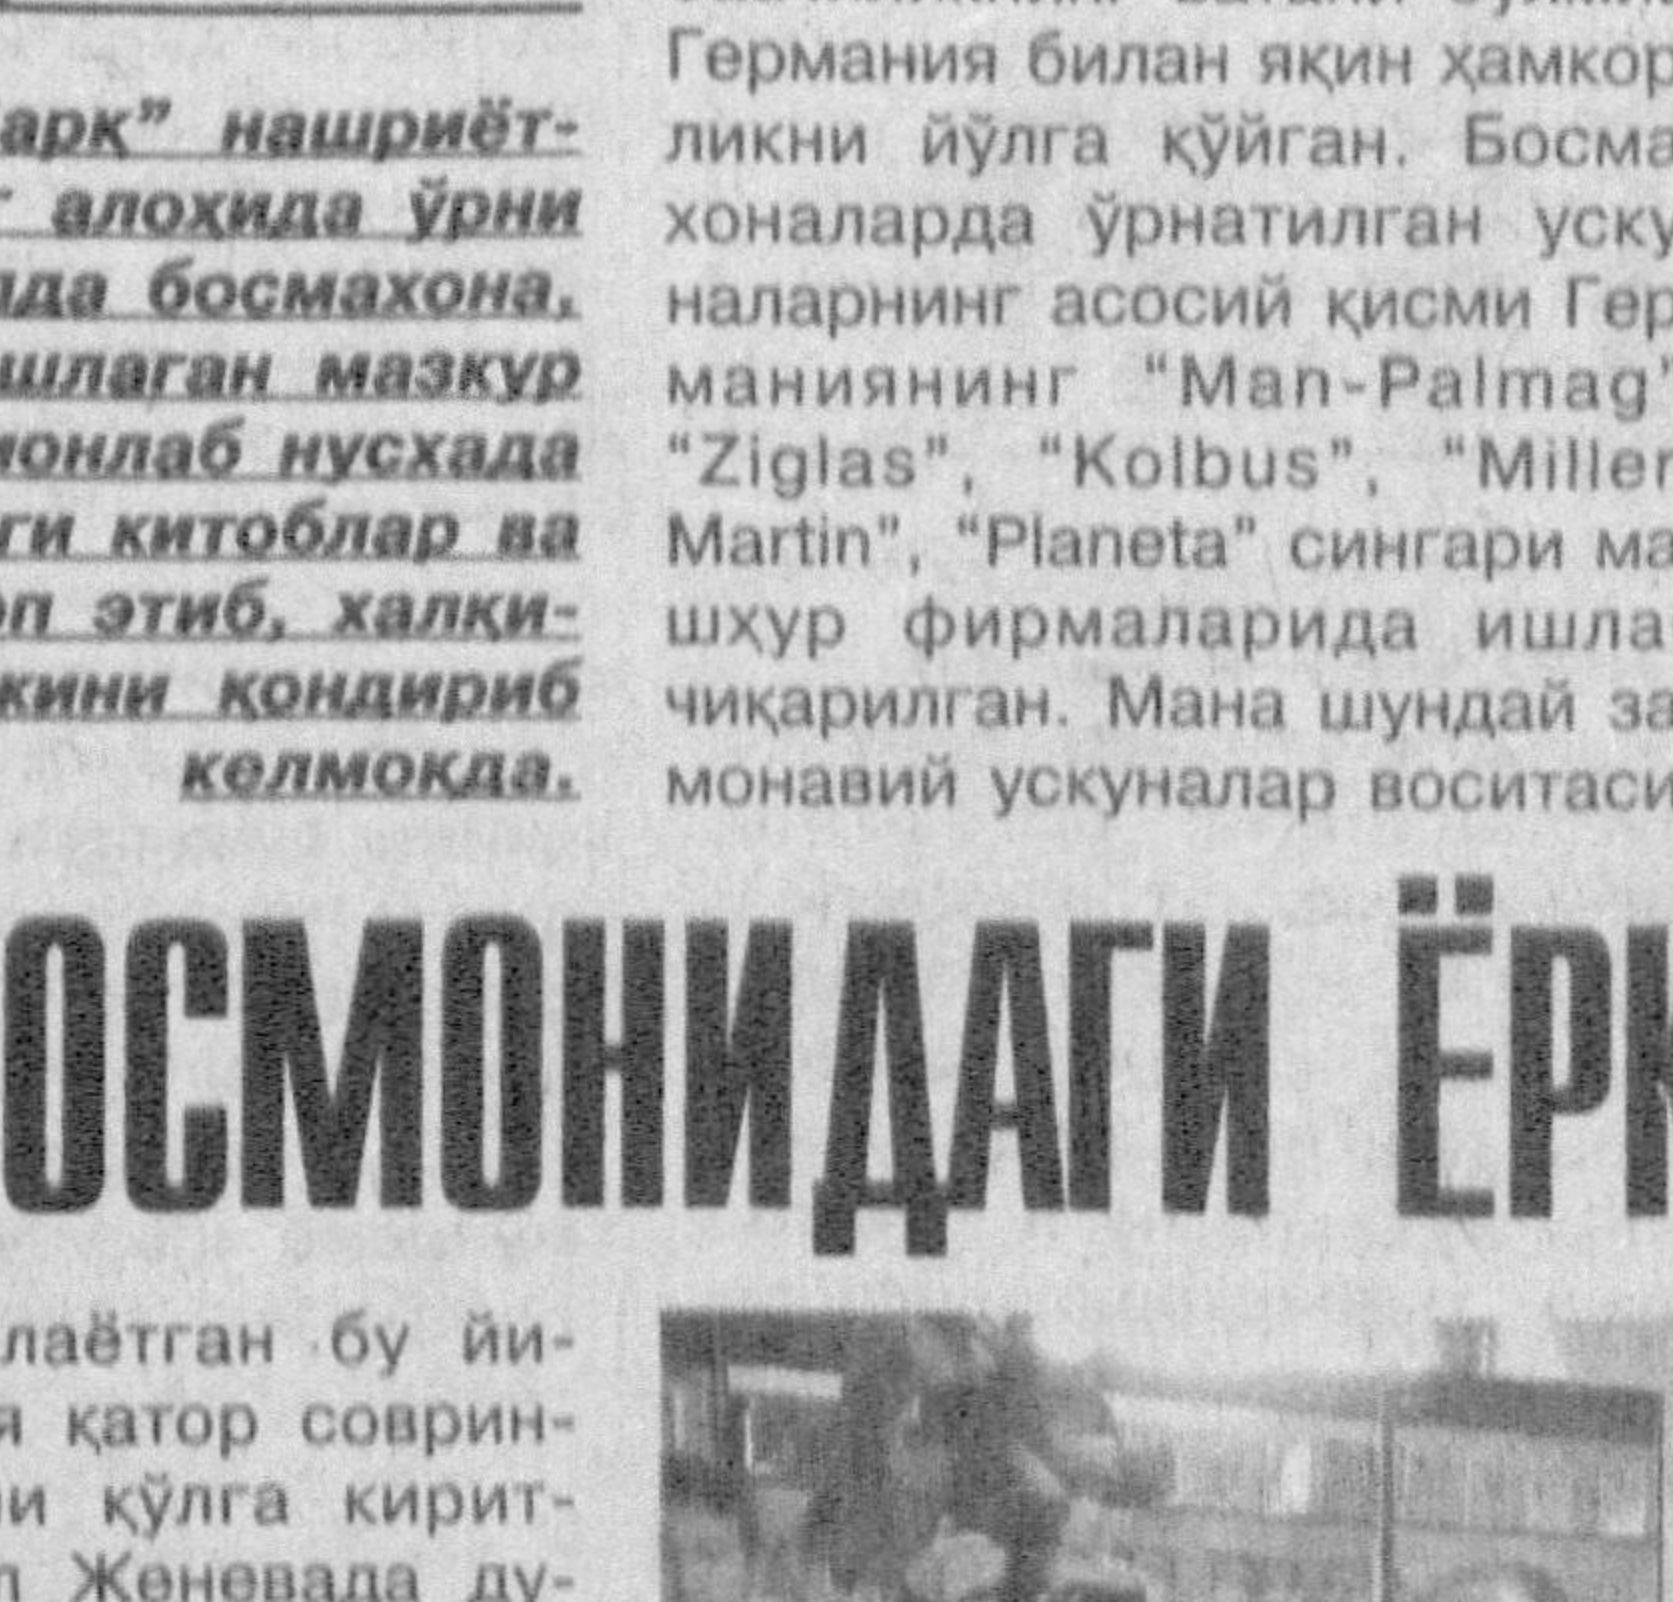 арқ” нашриёт-
алоҳида ўрни
босмахона,
шлаган мазкур
нусхада
ги китоблар ва
этиб, халқи-
кини қондириб
келмоқда.
Германия билан яқин ҳамкор
ликни йўлга қўйган. Босма
хоналарда ўрнатилган уску
наларнинг асосий қисми Гер
маниянинг “Man-Palmag”
“Ziglas”, “Kolbus”, “Miller
Martin”, “Planeta” сингари ма
шҳур фирмаларида ишла
чиқарилган. Мана шундай за
монавий ускуналар воситаси
ОСМОНИДАГИ ЁРК
лаётган бу йи-
я қатор соврин-
и қўлга кирит-
Женевада ду-